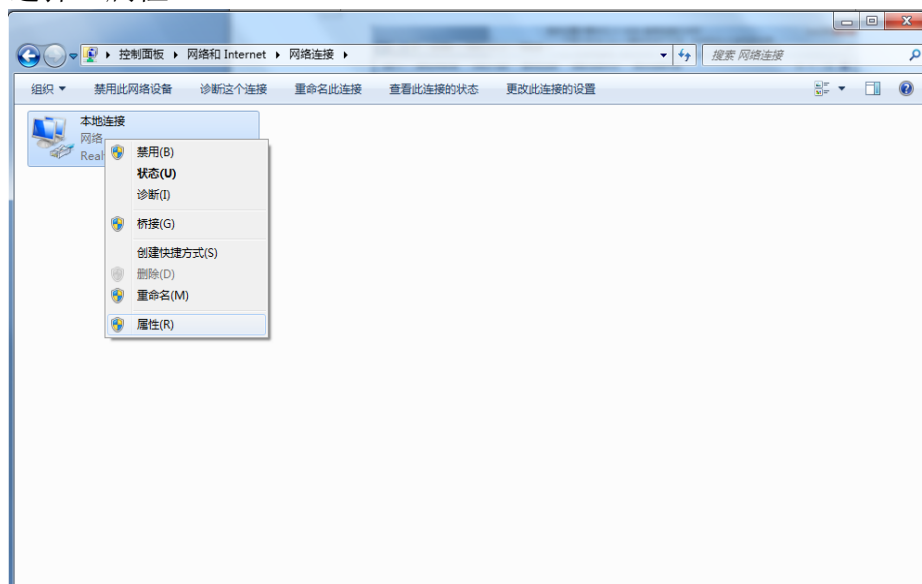 控制面板 ▸ 网络和 Internet ▸ 网络连接 ▸
搜索 网络连接
组织 禁用此网络设备 诊断这个连接 重命名此连接 查看此连接的状态 更改此连接的设置
本地连接
网络
禁用(B)
状态(U)
诊断(I)
桥接(G)
创建快捷方式(S)
删除(D)
重命名(M)
属性(R)